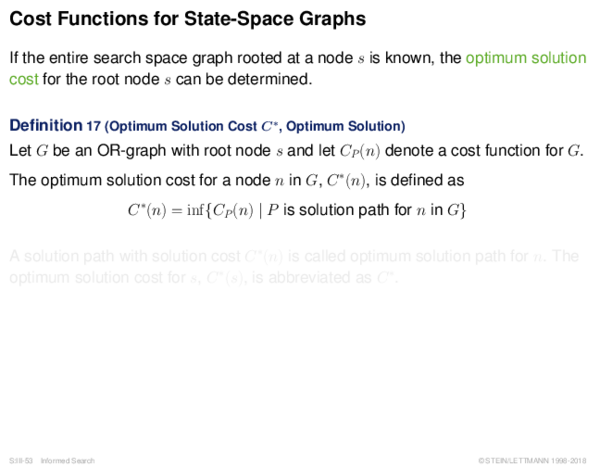 Cost Functions for State-Space Graphs
If the entire search space graph rooted at a node s is known, the optimum solution
cost for the root node s can be determined.
Definition 17 (Optimum Solution Cost C*, Optimum Solution)
Let G be an OR-graph with root node s and let C_P(n) denote a cost function for G.
The optimum solution cost for a node n in G, C*(n), is defined as
C*(n) = inf{C_P(n) | P is solution path for n in G}
A solution path with solution cost C*(n) is called optimum solution path for n. The
optimum solution cost for s, C*(s), is abbreviated as C*.
S:II-53 Informed Search
©STEIN/LETTMANN 1998-2018